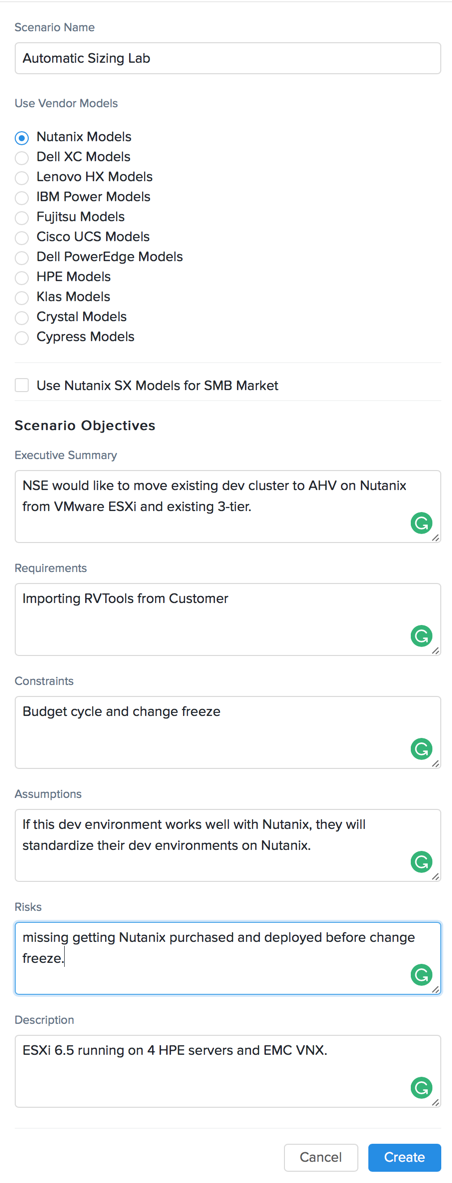 Scenario Name
Automatic Sizing Lab
Use Vendor Models
Nutanix Models
Dell XC Models
Lenovo HX Models
IBM Power Models
Fujitsu Models
Cisco UCS Models
Dell PowerEdge Models
HPE Models
Klas Models
Crystal Models
Cypress Models
Use Nutanix SX Models for SMB Market
Scenario Objectives
Executive Summary
NSE would like to move existing dev cluster to AHV on Nutanix
from VMware ESXi and existing 3-tier.
Requirements
Importing RVTools from Customer
Constraints
Budget cycle and change freeze
Assumptions
If this dev environment works well with Nutanix, they will
standardize their dev environments on Nutanix.
Risks
missing getting Nutanix purchased and deployed before change
freeze.
Description
ESXi 6.5 running on 4 HPE servers and EMC VNX.
Cancel
Create